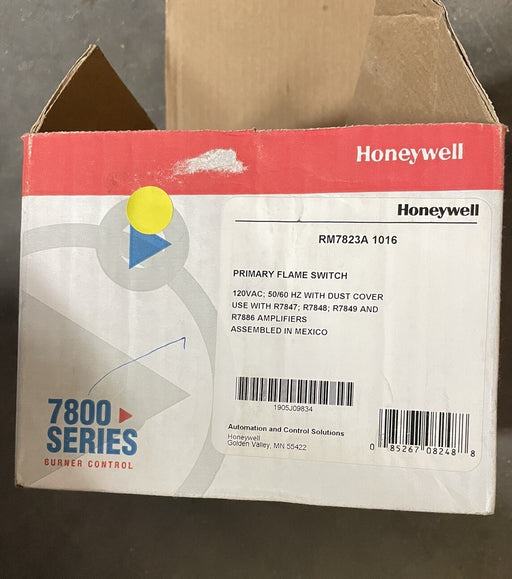 Honeywell
Honeywell
RM7823A 1016
PRIMARY FLAME SWITCH
120VAC; 50/60 HZ WITH DUST COVER
USE WITH R7847; R7848; R7849 AND
R7886 AMPLIFIERS
ASSEMBLED IN MEXICO
1905J09834
Automation and Control Solutions
Honeywell
Golden Valley, MN 55422
0 85267 08248 8
7800
SERIES
BURNER CONTROL